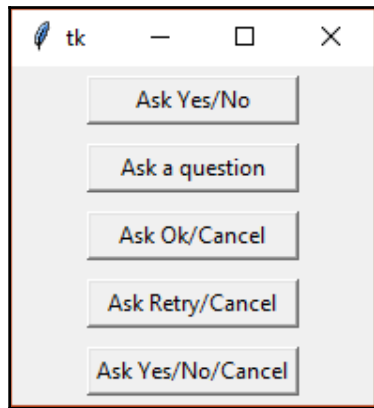 tk
Ask Yes/No
Ask a question
Ask Ok/Cancel
Ask Retry/Cancel
Ask Yes/No/Cancel